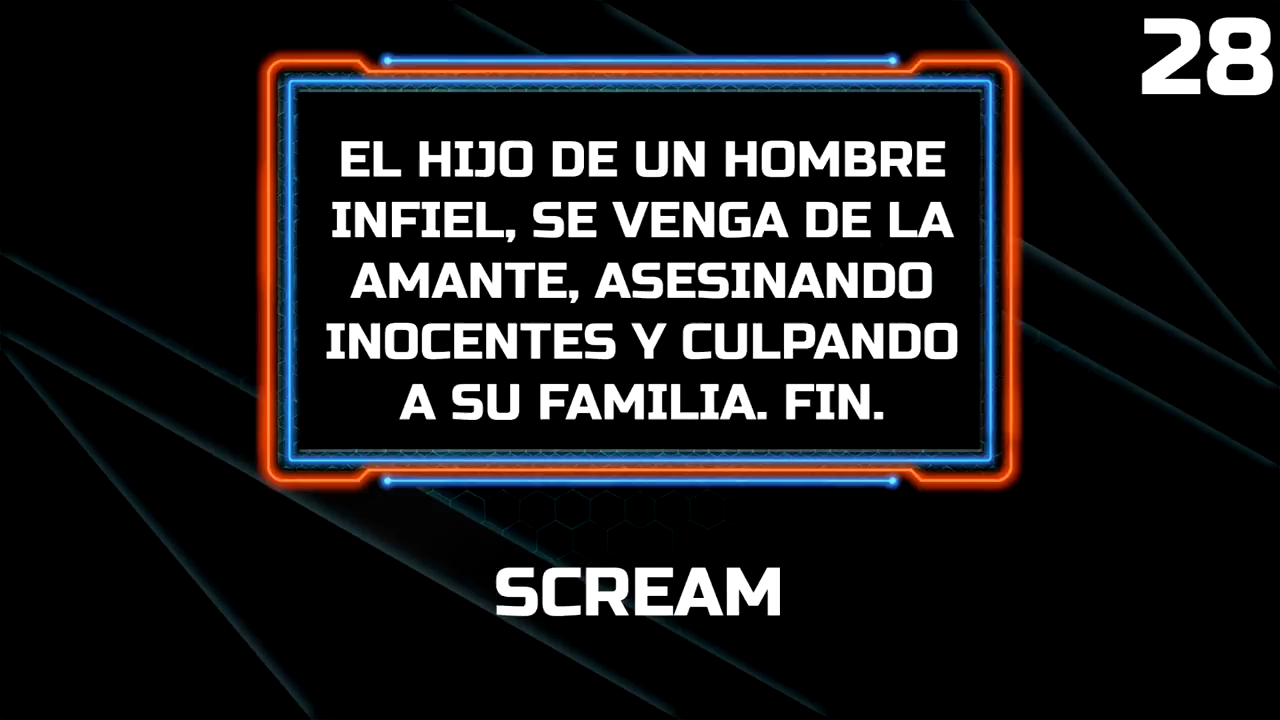 28
EL HIJO DE UN HOMBRE
INFIEL, SE VENGA DE LA
AMANTE, ASESINANDO
INOCENTES Y CULPANDO
A SU FAMILIA. FIN.
SCREAM